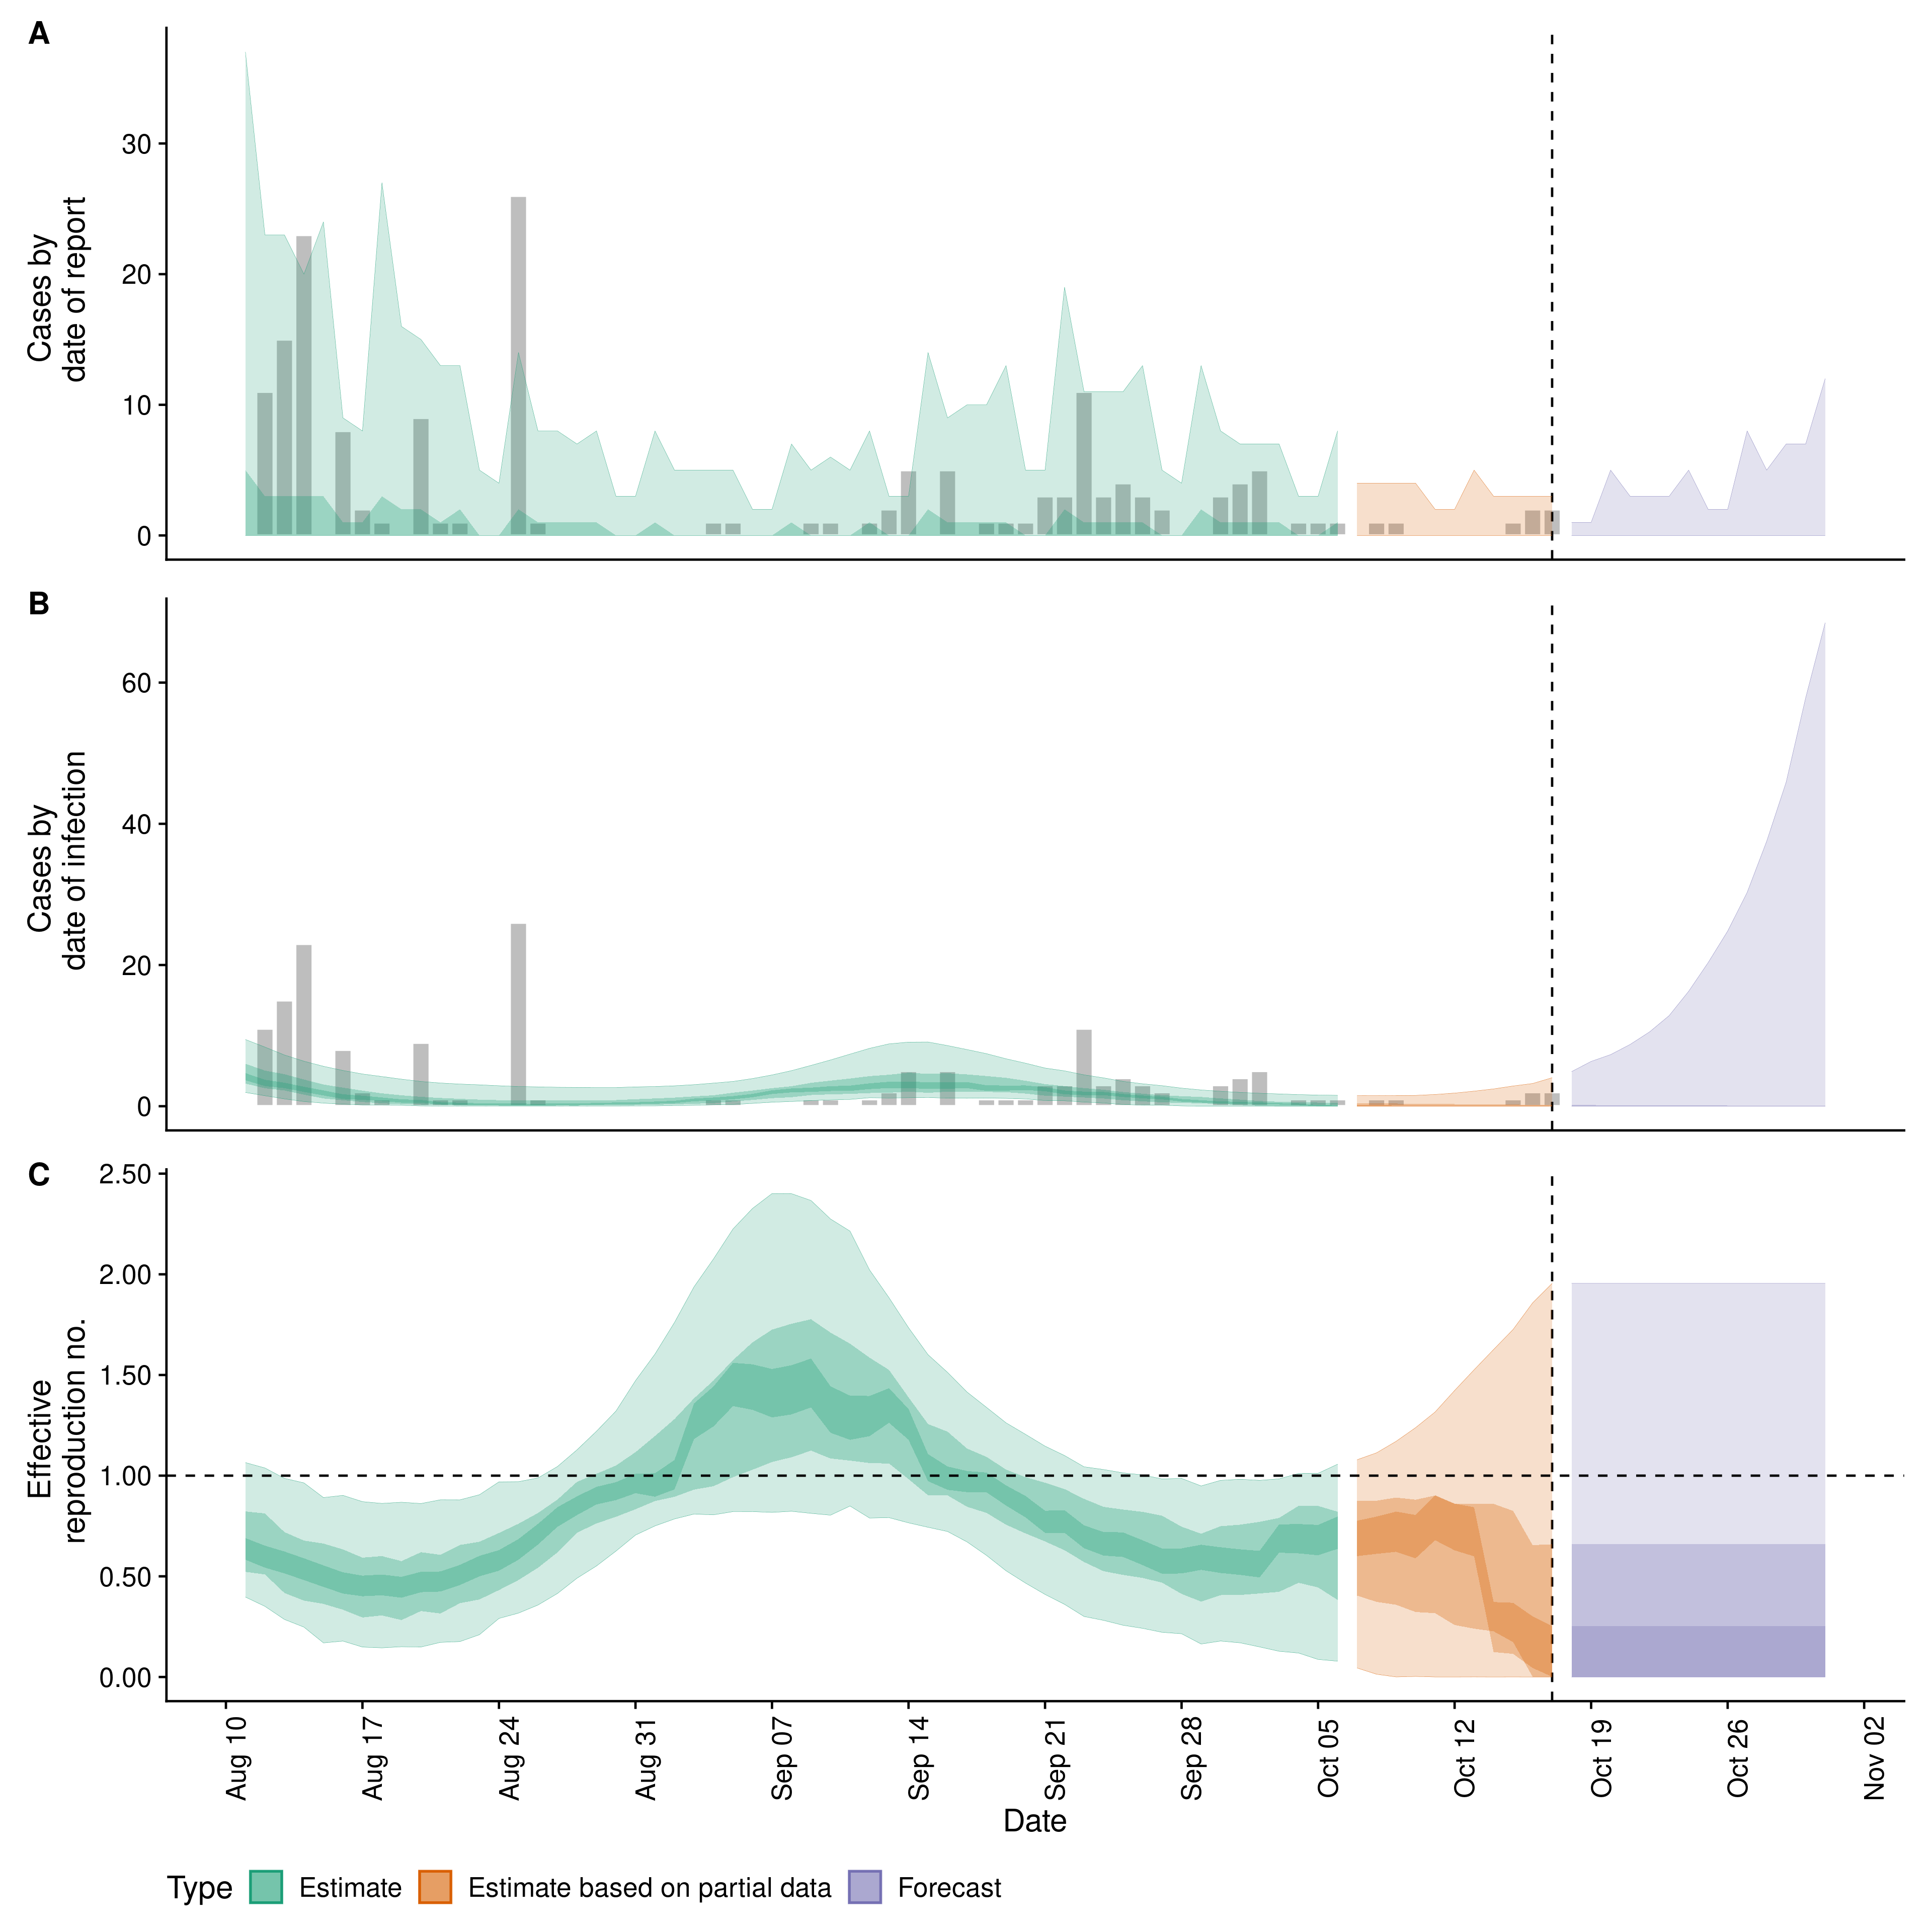 A
Cases by
date of report
30
20
10
0
B
Cases by
date of infection
60
40
20
0
C
Effective
reproduction no.
2.50
2.00
1.50
1.00
0.50
0.00
Aug 10
Aug 17
Aug 24
Aug 31
Sep 07
Sep 14
Sep 21
Sep 28
Oct 05
Oct 12
Oct 19
Oct 26
Nov 02
Date
Type Estimate Estimate based on partial data Forecast